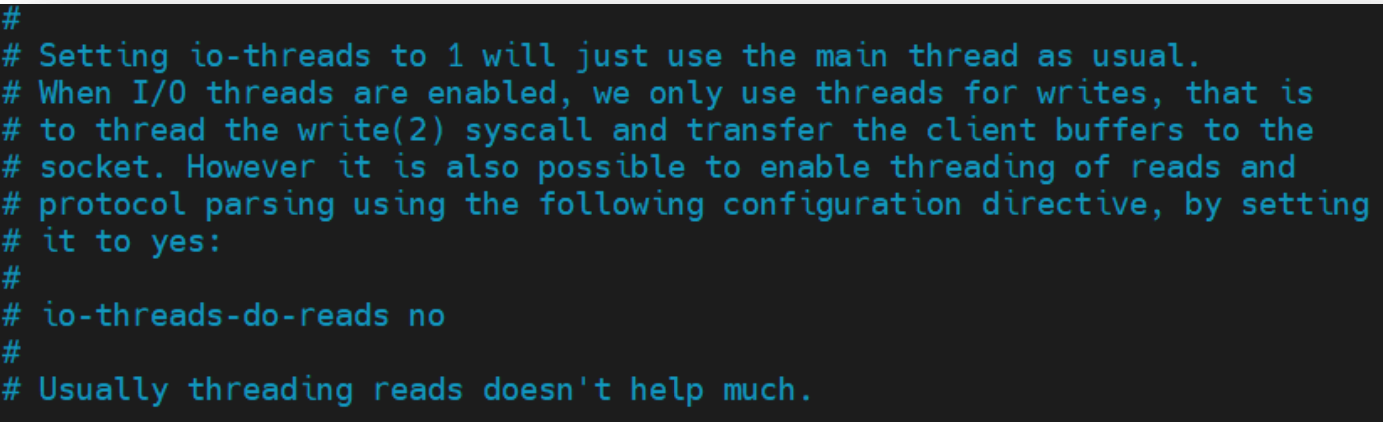 #
# Setting io-threads to 1 will just use the main thread as usual.
# When I/O threads are enabled, we only use threads for writes, that is
# to thread the write(2) syscall and transfer the client buffers to the
# socket. However it is also possible to enable threading of reads and
# protocol parsing using the following configuration directive, by setting
# it to yes:
#
# io-threads-do-reads no
#
# Usually threading reads doesn't help much.